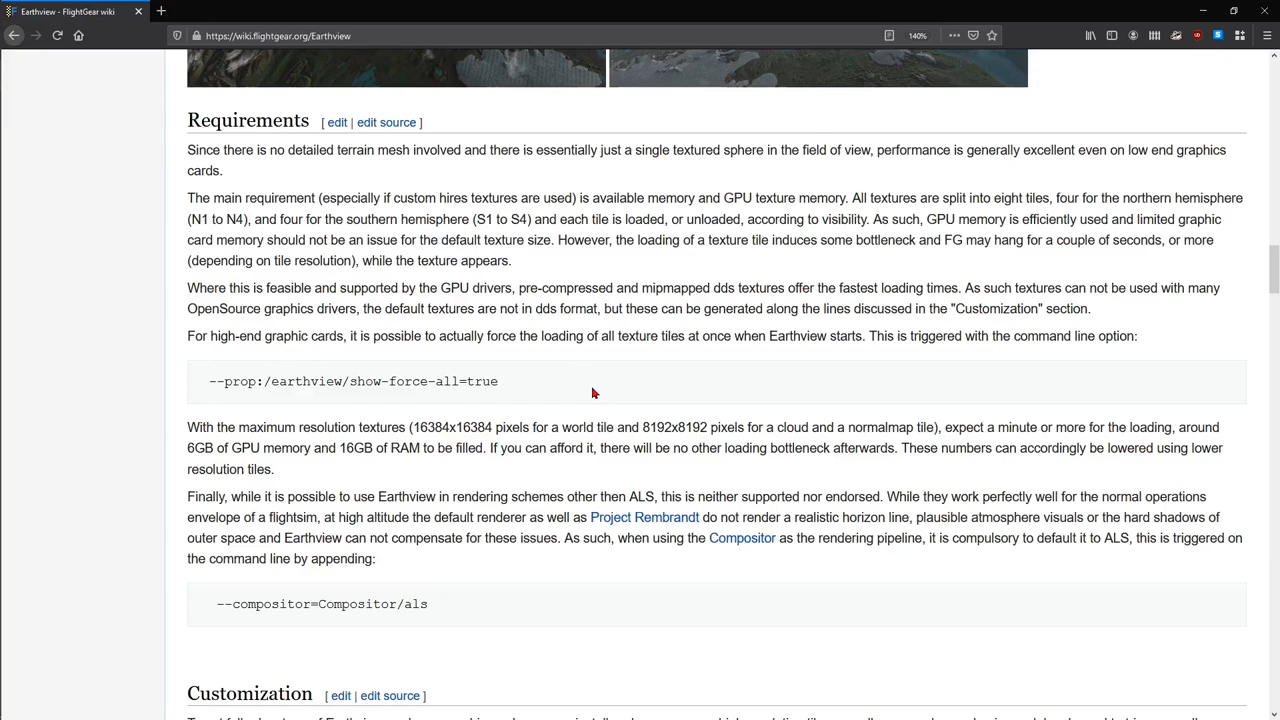 Earthview - FlightGear wiki
https://wiki.flightgear.org/Earthview
140%
Requirements [ edit | edit source ]
Since there is no detailed terrain mesh involved and there is essentially just a single textured sphere in the field of view, performance is generally excellent even on low end graphics
cards.
The main requirement (especially if custom hires textures are used) is available memory and GPU texture memory. All textures are split into eight tiles, four for the northern hemisphere
(N1 to N4), and four for the southern hemisphere (S1 to S4) and each tile is loaded, or unloaded, according to visibility. As such, GPU memory is efficiently used and limited graphic
card memory should not be an issue for the default texture size. However, the loading of a texture tile induces some bottleneck and FG may hang for a couple of seconds, or more
(depending on tile resolution), while the texture appears.
Where this is feasible and supported by the GPU drivers, pre-compressed and mipmapped dds textures offer the fastest loading times. As such textures can not be used with many
OpenSource graphics drivers, the default textures are not in dds format, but these can be generated along the lines discussed in the "Customization" section.
For high-end graphic cards, it is possible to actually force the loading of all texture tiles at once when Earthview starts. This is triggered with the command line option:
--prop:/earthview/show-force-all=true
With the maximum resolution textures (16384x16384 pixels for a world tile and 8192x8192 pixels for a cloud and a normalmap tile), expect a minute or more for the loading, around
6GB of GPU memory and 16GB of RAM to be filled. If you can afford it, there will be no other loading bottleneck afterwards. These numbers can accordingly be lowered using lower
resolution tiles.
Finally, while it is possible to use Earthview in rendering schemes other then ALS, this is neither supported nor endorsed. While they work perfectly well for the normal operations
envelope of a flightsim, at high altitude the default renderer as well as Project Rembrandt do not render a realistic horizon line, plausible atmosphere visuals or the hard shadows of
outer space and Earthview can not compensate for these issues. As such, when using the Compositor as the rendering pipeline, it is compulsory to default it to ALS, this is triggered on
the command line by appending:
--compositor=Compositor/als
Customization [ edit | edit source ]